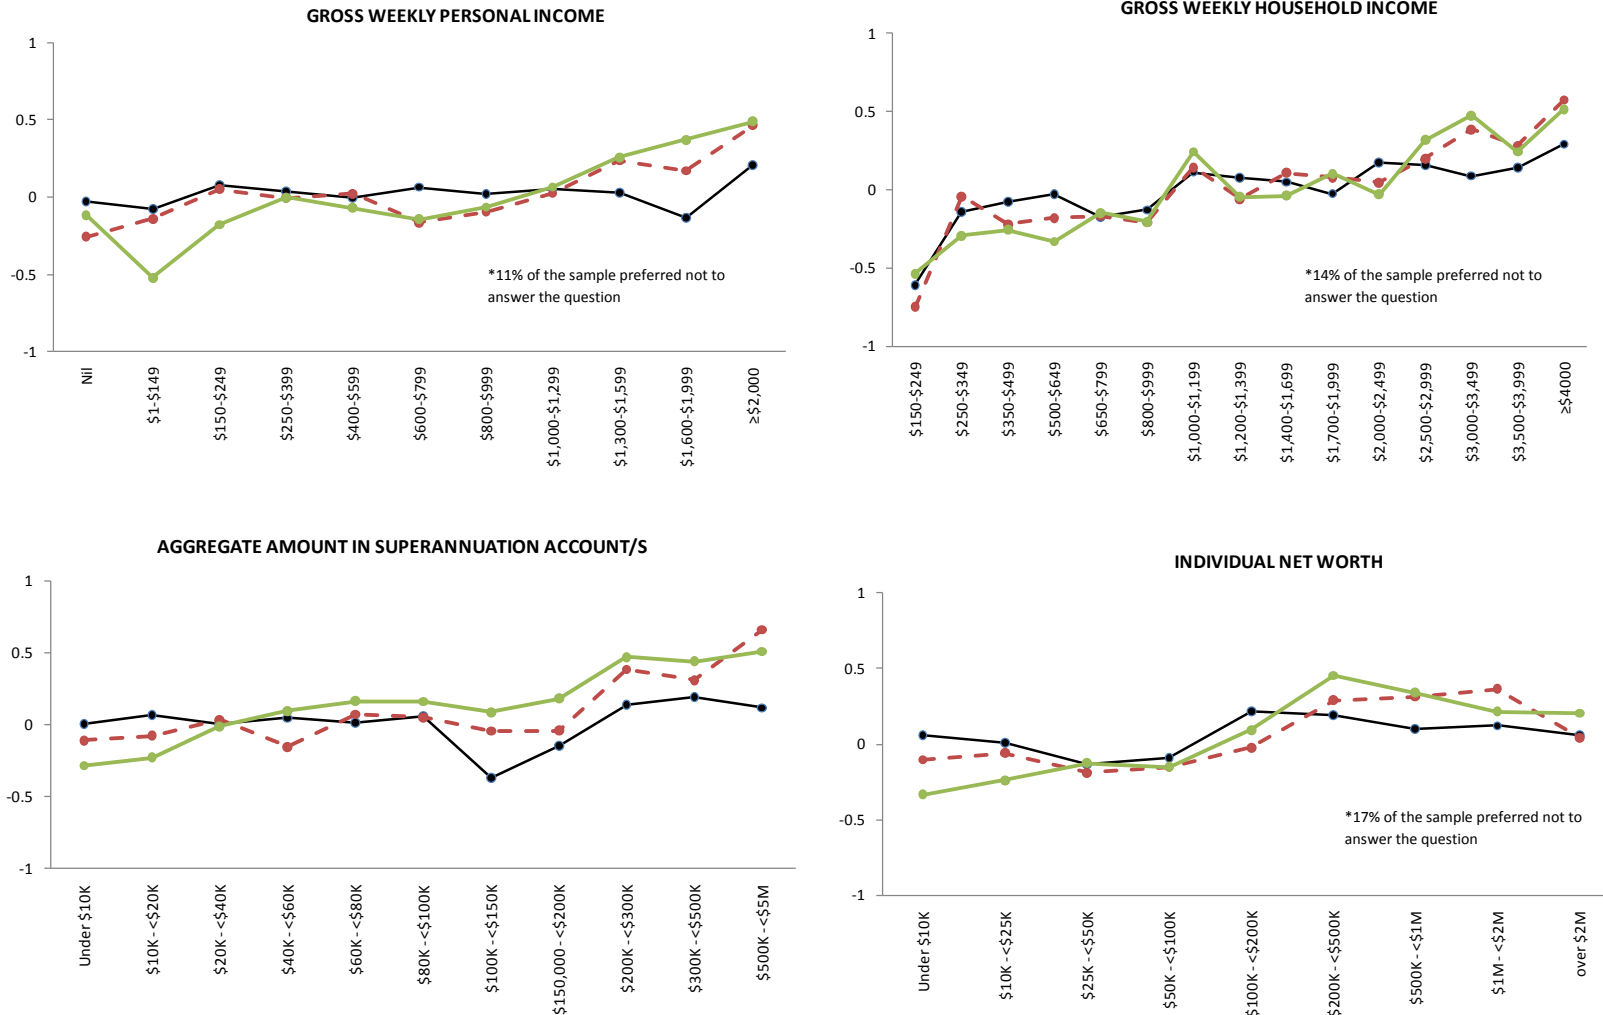 GROSS WEEKLY PERSONAL INCOME
1
0.5
0
-0.5
-1
*11% of the sample preferred not to
answer the question
Nil
$1-$149
$150-$249
$250-$399
$400-$599
$600-$799
$800-$999
$1,000-$1,299
$1,300-$1,599
$1,600-$1,999
≥$2,000
GROSS WEEKLY HOUSEHOLD INCOME
1
0.5
0
-0.5
-1
*14% of the sample preferred not to
answer the question
$150-$249
$250-$349
$350-$499
$500-$649
$650-$799
$800-$999
$1,000-$1,199
$1,200-$1,399
$1,400-$1,699
$1,700-$1,999
$2,000-$2,499
$2,500-$2,999
$3,000-$3,499
$3,500-$3,999
≥$4000
AGGREGATE AMOUNT IN SUPERANNUATION ACCOUNT/S
1
0.5
0
-0.5
-1
Under $10K
$10K - <$20K
$20K - <$40K
$40K - <$60K
$60K - <$80K
$80K - <$100K
$100K - <$150K
$150,000 - <$200K
$200K - <$300K
$300K - <$500K
$500K - <$5M
INDIVIDUAL NET WORTH
1
0.5
0
-0.5
-1
*17% of the sample preferred not to
answer the question
Under $10K
$10K - <$25K
$25K - <$50K
$50K - <$100K
$100K - <$200K
$200K - <$500K
$500K - <$1M
$1M - <$2M
over $2M